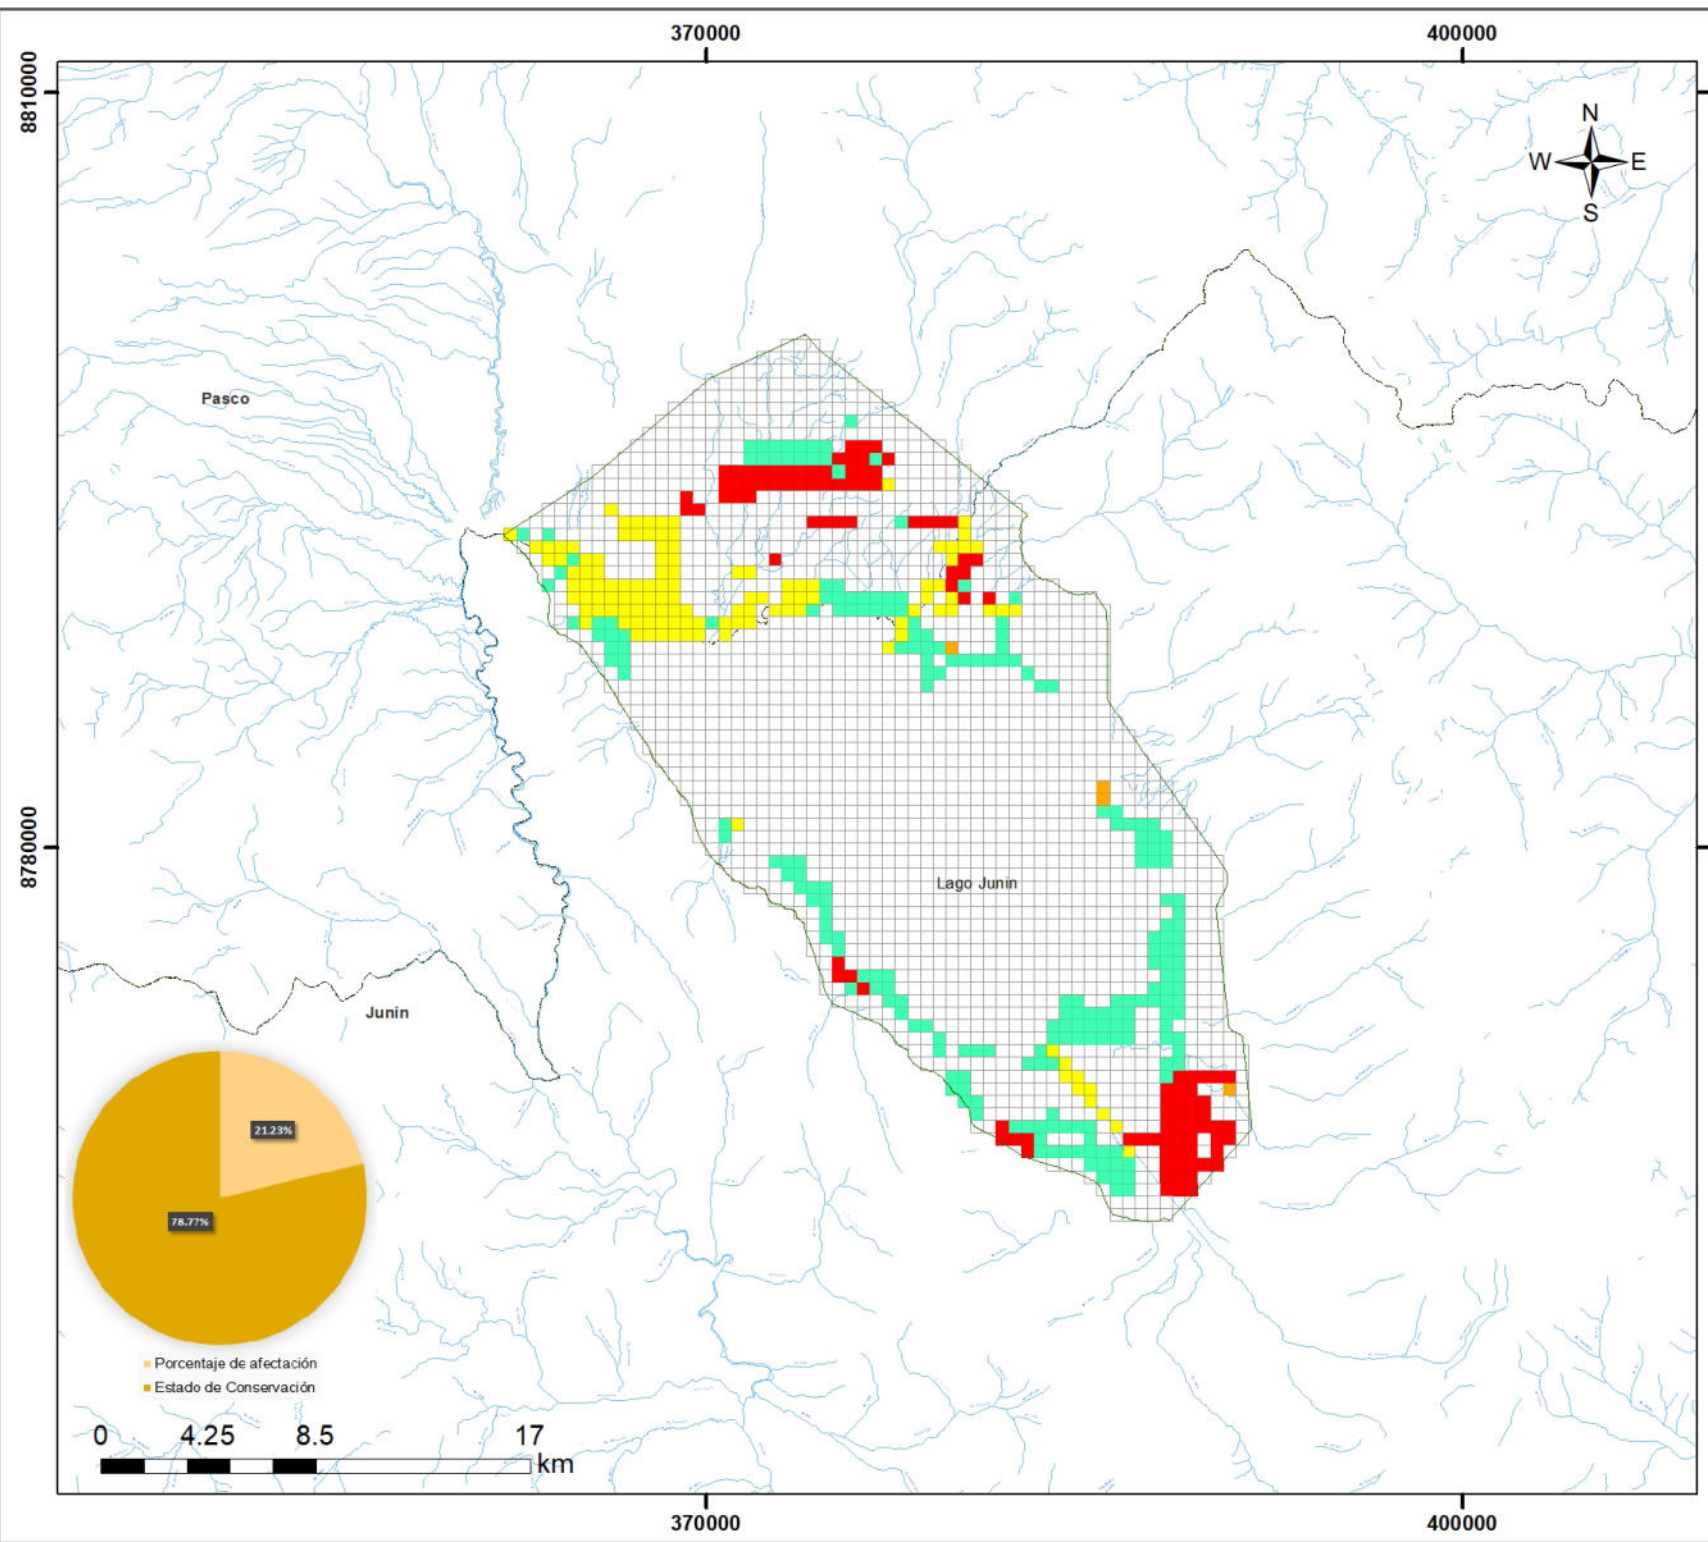 370000 400000
8810000
N
W E
S
Pasco
8780000
Lago Junin
Junin
21.23%
78.77%
Porcentaje de afectación
Estado de Conservación
0 4.25 8.5 17
km
370000 400000